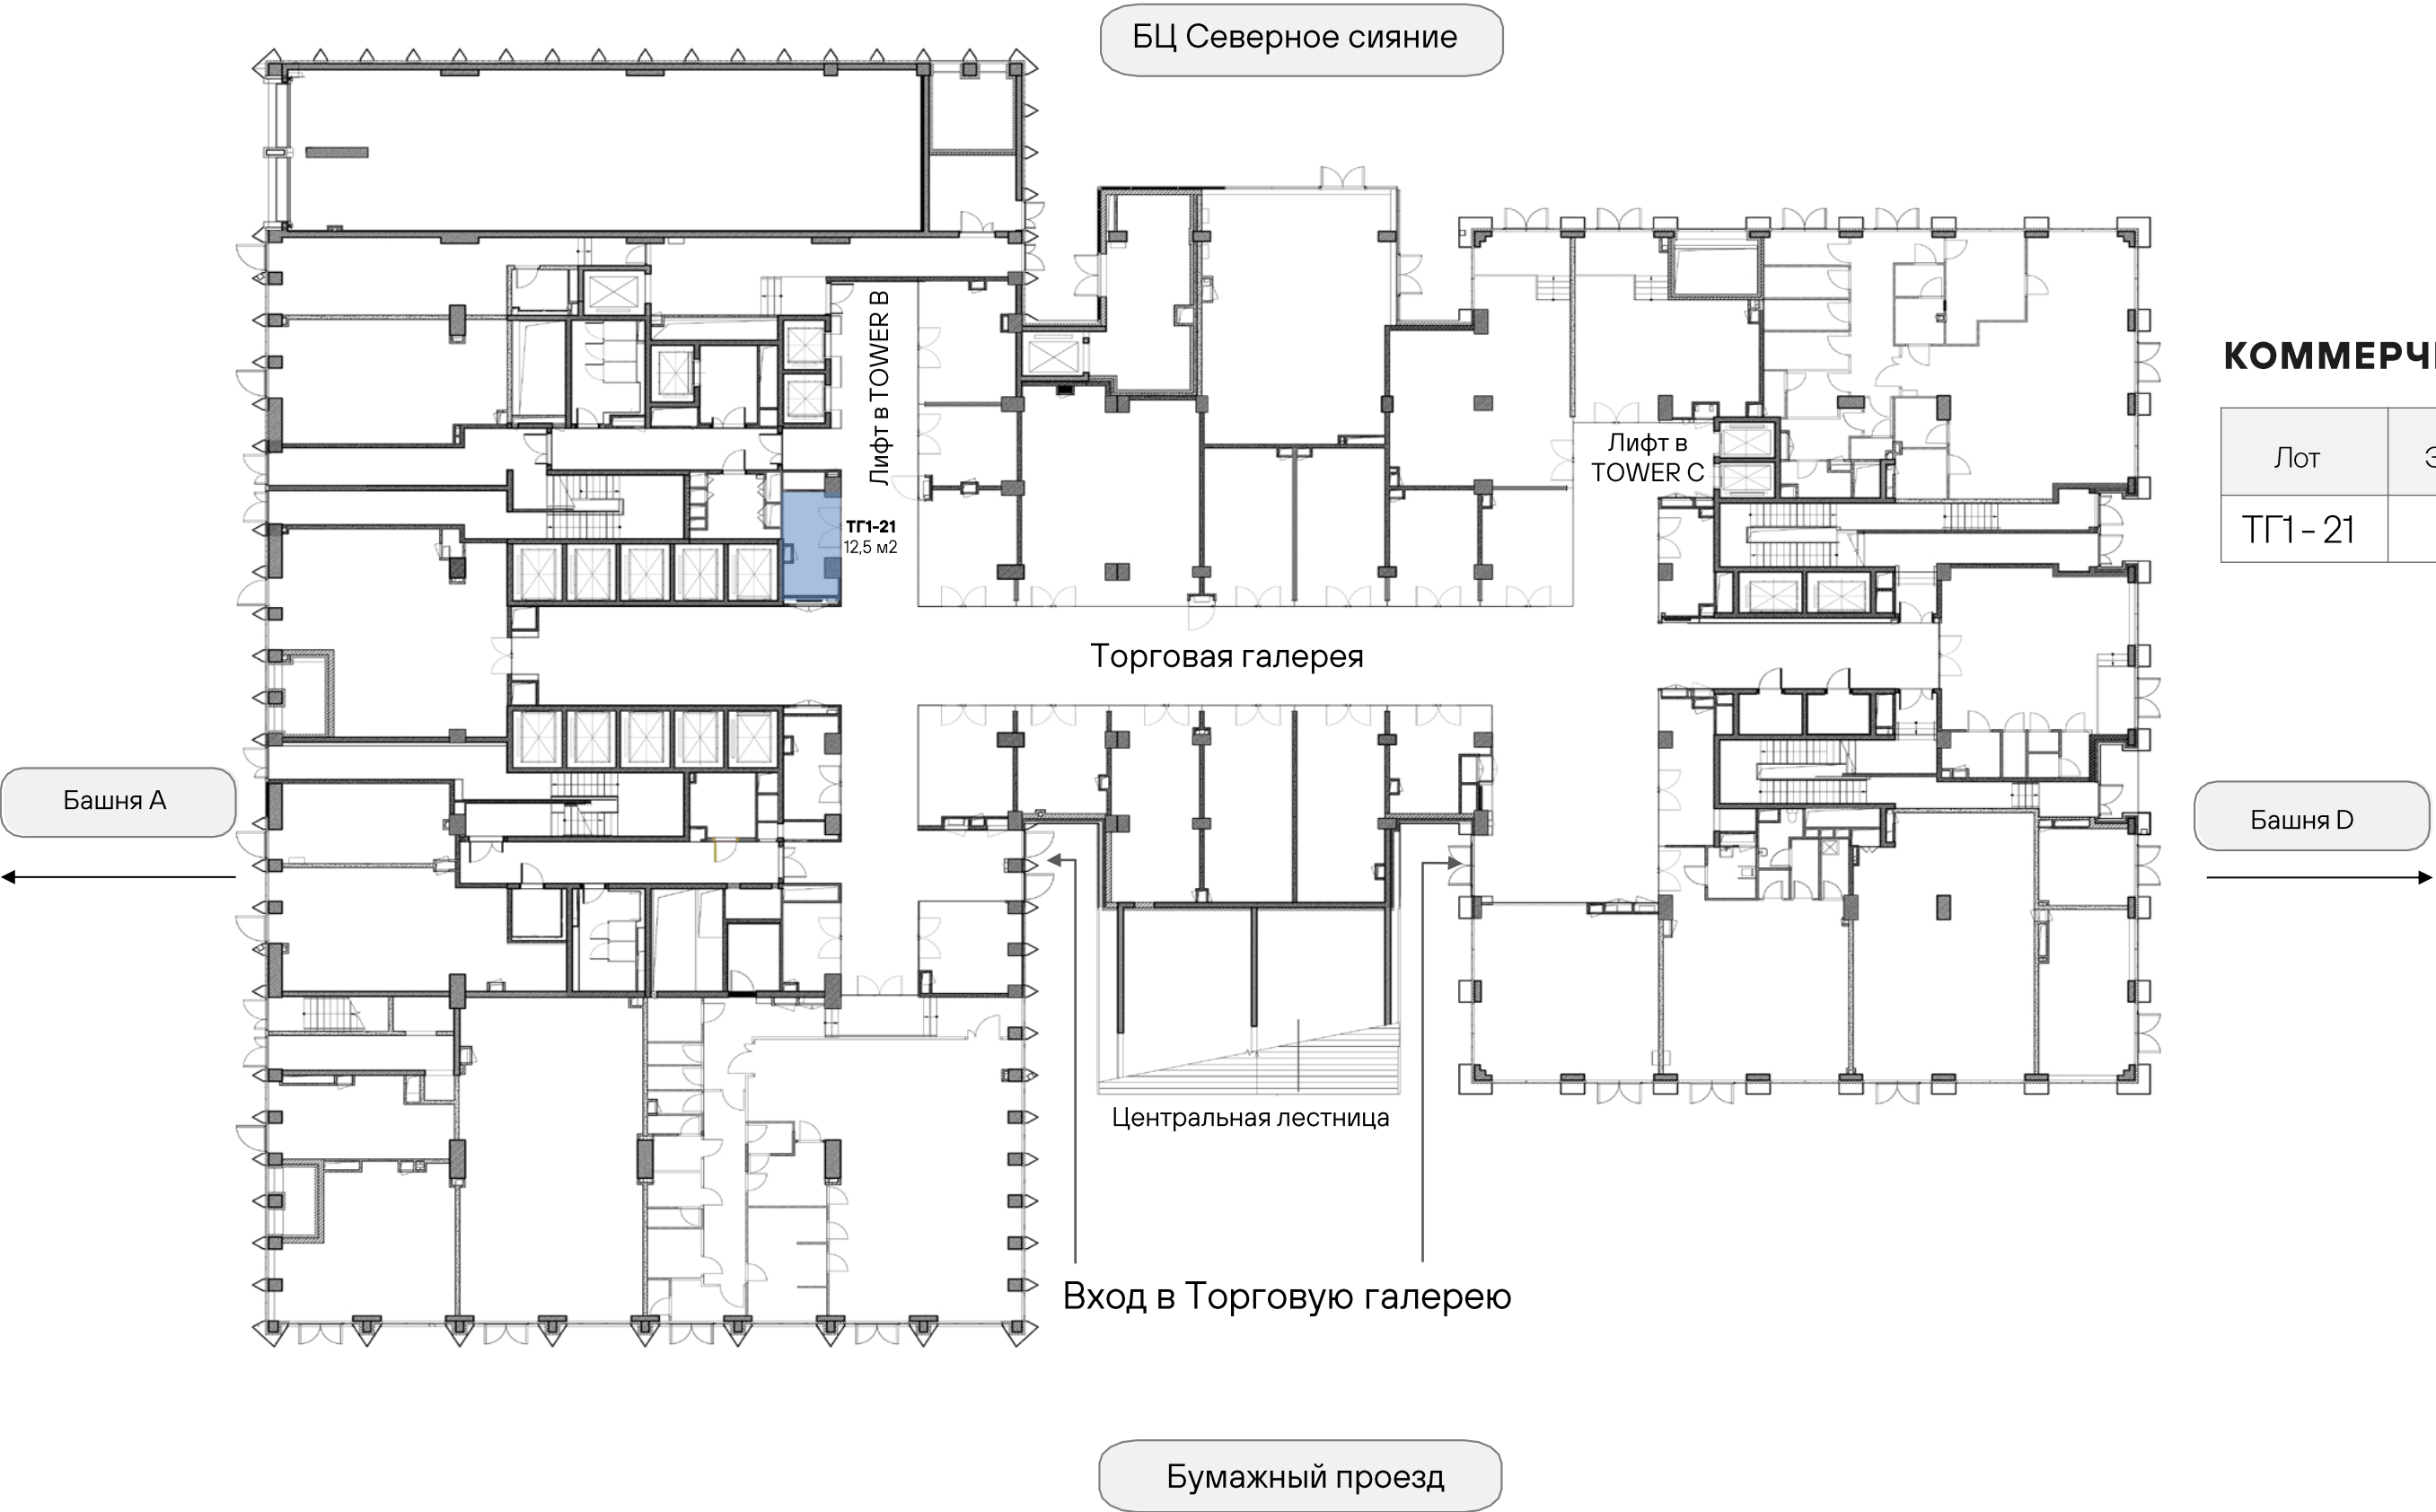 БЦ Северное сияние
Лифт в TOWER B
КОММЕРЧ
Лот
Лифт в
TOWER C
ТГ1-21
12,5 м2
ТГ1 - 21
Торговая галерея
Башня А
Башня D
Центральная лестница
Вход в Торговую галерею
Бумажный проезд